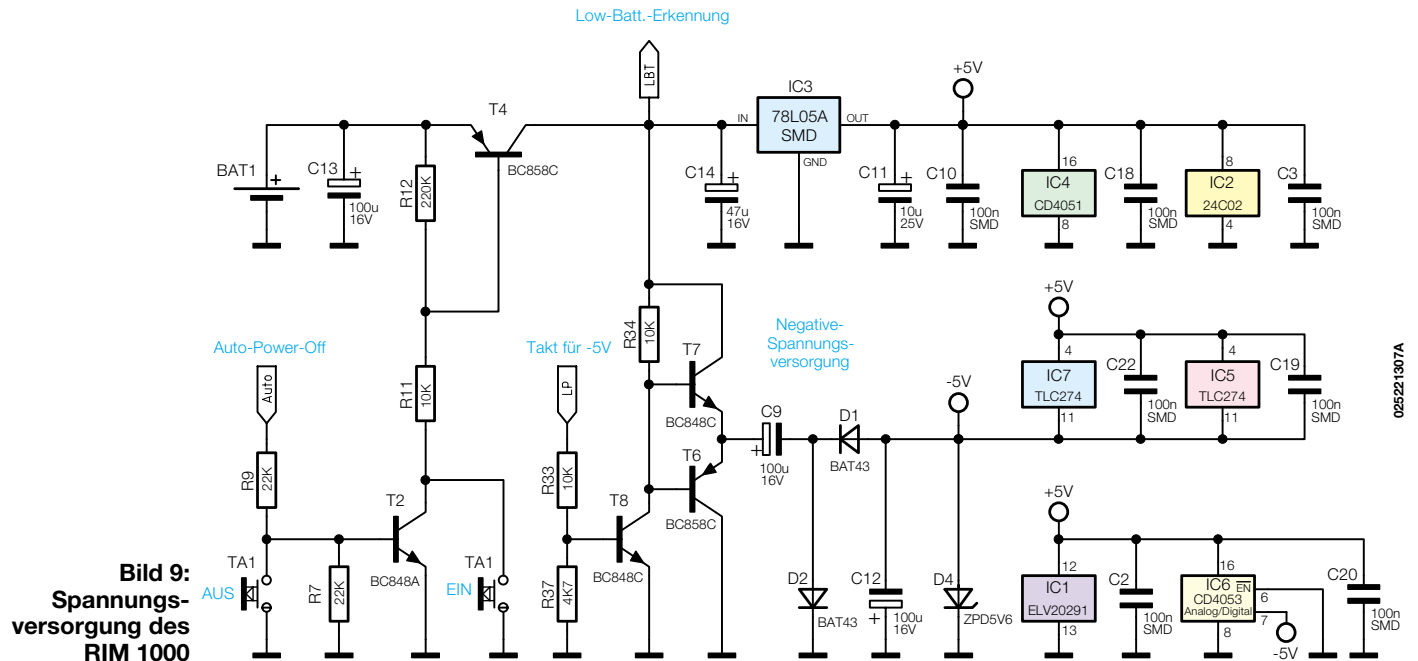 Low-Batt.-Erkennung
LBT
+5V
T4
IC3
IN
78L05A
SMD
OUT
GND
BC858C
BAT1
+
C13
+
100u
16V
R12
220K
C14
+
47u
16V
C11
+
10u
25V
C10
100n
SMD
16
IC4
CD4051
8
C18
100n
SMD
8
IC2
24C02
4
C3
100n
SMD
Auto-Power-Off
Auto
R11
10K
Takt für -5V
LP
R34
10K
T7
BC848C
Negative-
Spannungs-
versorgung
+5V
4
IC7
TLC274
11
C22
100n
SMD
4
IC5
TLC274
11
C19
100n
SMD
025221307A
R9
22K
R33
10K
T6
BC858C
C9
+
100u
16V
D1
BAT43
-5V
T2
BC848A
T8
BC848C
TA1
AUS
R7
22K
TA1
EIN
R37
4K7
D2
BAT43
C12
+
100u
16V
D4
ZPD5V6
+5V
12
IC1
ELV20291
13
C2
100n
SMD
16
IC6
EN
CD4053
Analog/Digital
6
7
8
-5V
C20
100n
SMD
Bild 9:
Spannungs-
versorgung des
RIM 1000